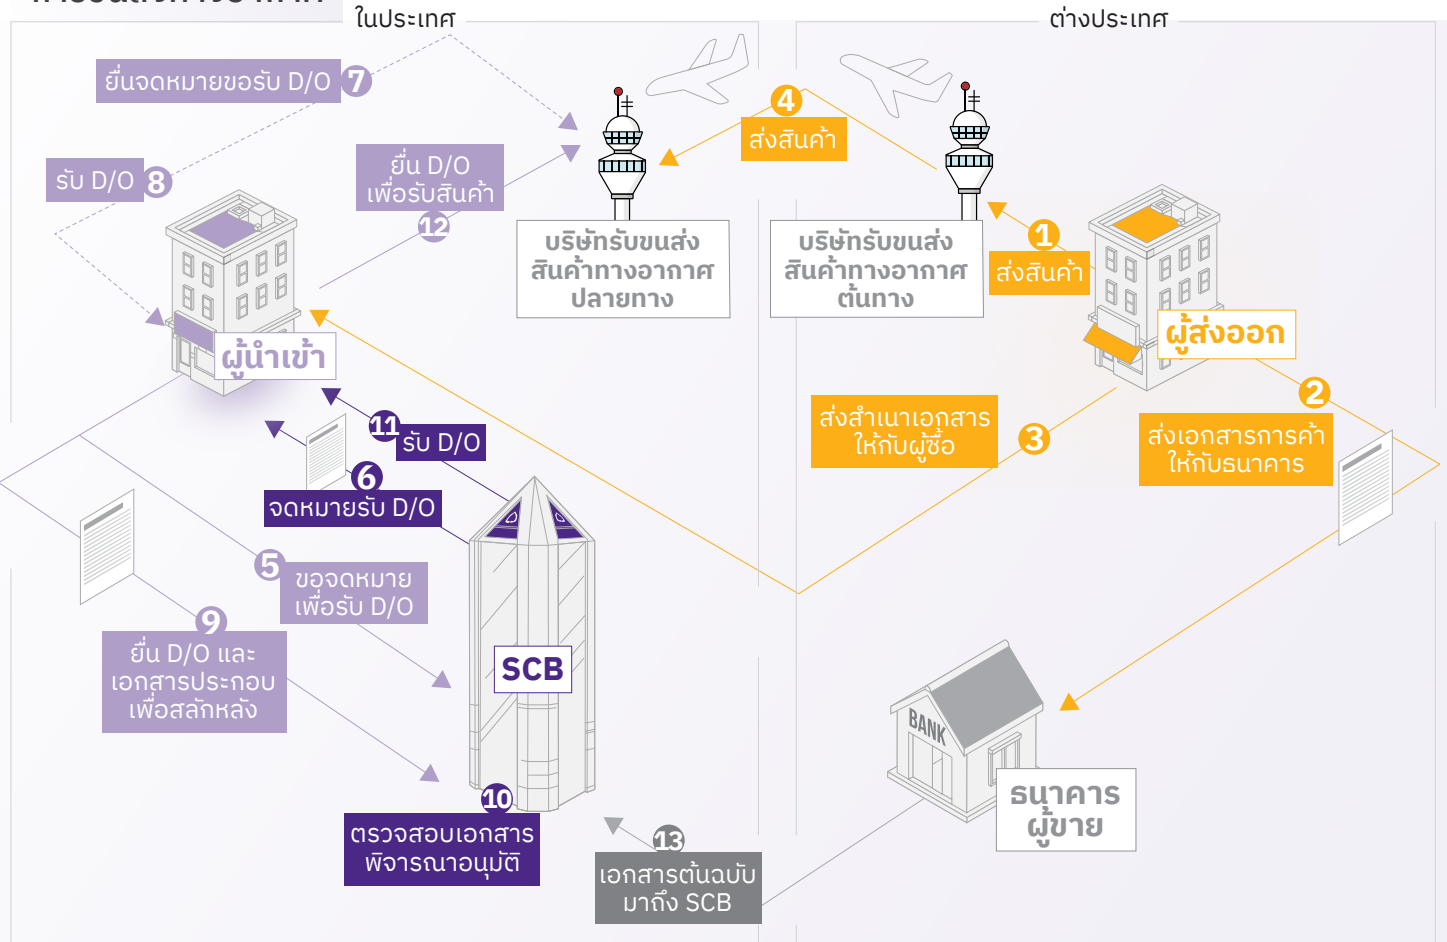 ในประเทศ
ต่างประเทศ
ยื่นจดหมายขอรับ D/O
7
4
ส่งสินค้า
รับ D/O
8
ยื่น D/O
เพื่อรับสินค้า
12
บริษัทรับขนส่ง
สินค้าทางอากาศ
ปลายทาง
บริษัทรับขนส่ง
สินค้าทางอากาศ
ต้นทาง
1
ส่งสินค้า
ผู้นำเข้า
ผู้ส่งออก
2
ส่งเอกสารการค้า
ให้กับธนาคาร
ส่งสำเนาเอกสาร
ให้กับผู้ซื้อ
3
11
รับ D/O
6
จดหมายรับ D/O
5
ขอจดหมาย
เพื่อรับ D/O
9
ยื่น D/O และ
เอกสารประกอบ
เพื่อสลักหลัง
SCB
BANK
ธนาคาร
ผู้ขาย
10
ตรวจสอบเอกสาร
พิจารณาอนุมัติ
13
เอกสารต้นฉบับ
มาถึง SCB